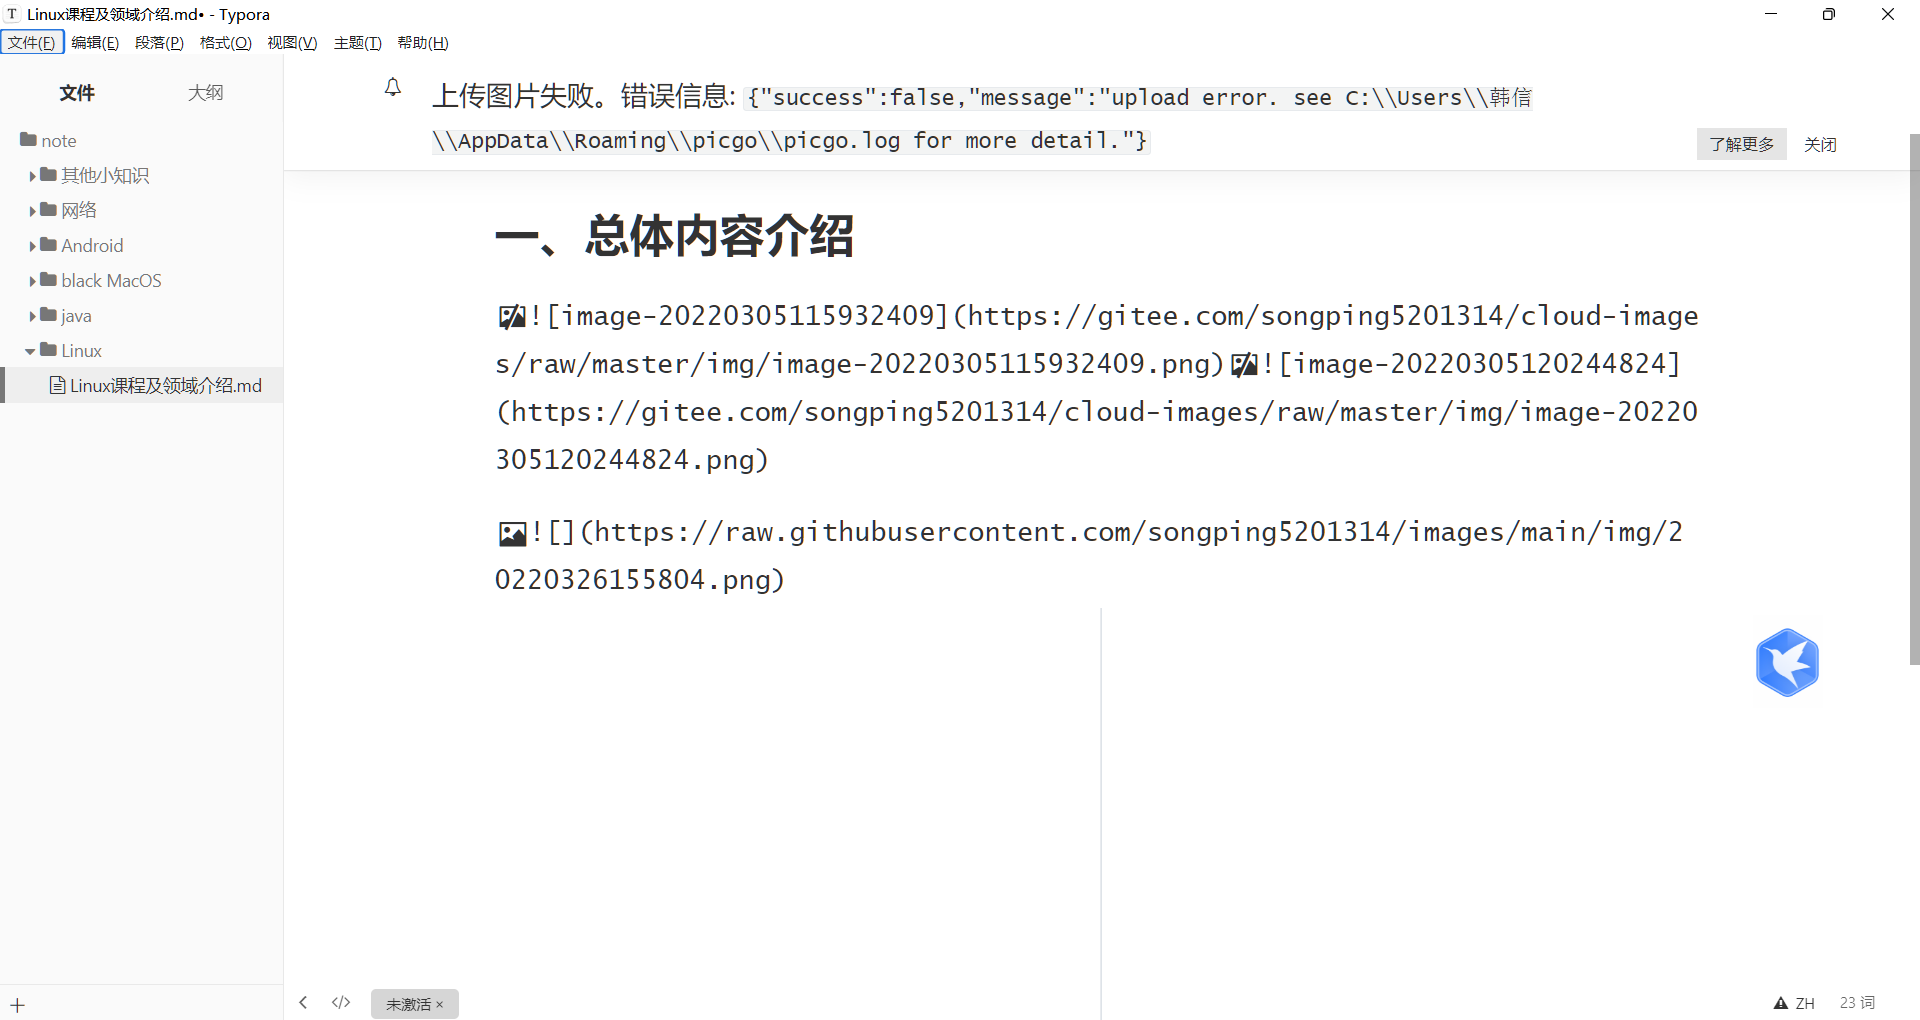 Linux课程及领域介绍.md• - Typora
文件(F) 编辑(E) 段落(P) 格式(O) 视图(V) 主题(T) 帮助(H)
文件 大纲
note
其他小知识
网络
Android
black MacOS
java
Linux
Linux课程及领域介绍.md
上传图片失败。错误信息: {"success":false,"message":"upload error. see C:\\Users\\韩信
\\AppData\\Roaming\\picgo\\picgo.log for more detail."}
了解更多 关闭
一、总体内容介绍
![image-20220305115932409](https://gitee.com/songping5201314/cloud-image
s/raw/master/img/image-20220305115932409.png)![image-20220305120244824]
(https://gitee.com/songping5201314/cloud-images/raw/master/img/image-20220
305120244824.png)
![](https://raw.githubusercontent.com/songping5201314/images/main/img/2
0220326155804.png)
未激活 ×
ZH 23 词